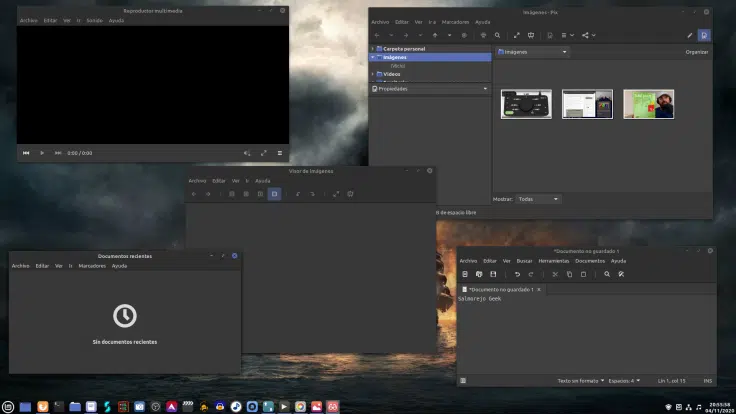 Reproductor multimedia
Archivo Editar Ver Ir Sonido Ayuda
0:00 / 0:00
Imágenes - Pix
Archivo Editar Ver Ir a Marcadores Ayuda
Carpeta personal
Imágenes
(Vacía)
Vídeos
Propiedades
Imágenes
Organizar
Mostrar: Todas
0 de espacio libre
Visor de imágenes
Archivo Editar Ver Ir Ayuda
Documentos recientes
Archivo Editar Ver Ir Marcadores Ayuda
Sin documentos recientes
*Documento no guardado 1
Archivo Editar Ver Buscar Herramientas Documentos Ayuda
*Documento no guardado 1
Salmorejo Geek
Texto sin formato Espacios: 4 Lín 1, col 15 INS
20:55:58
04/11/2020